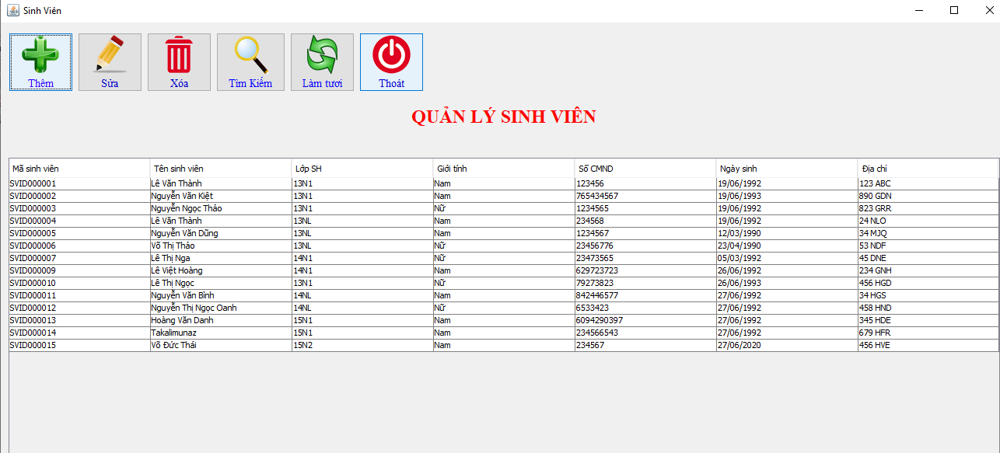 Sinh Viên
Thêm Sửa Xóa Tìm Kiếm Làm tươi Thoát
QUẢN LÝ SINH VIÊN
Mã sinh viên Tên sinh viên Lớp SH Giới tính Số CMND Ngày sinh Địa chỉ
SVID000001 Lê Văn Thành 13N1 Nam 123456 19/06/1992 123 ABC
SVID000002 Nguyễn Văn Kiệt 13N1 Nam 765434567 19/06/1993 890 GDN
SVID000003 Nguyễn Ngọc Thảo 13N1 Nữ 1234565 19/06/1992 823 GRR
SVID000004 Lê Văn Thành 13NL Nam 234568 19/06/1992 24 NLO
SVID000005 Nguyễn Văn Dũng 13NL Nam 1234567 12/03/1990 34 MJQ
SVID000006 Võ Thị Thảo 13NL Nữ 23456776 23/04/1990 53 NDF
SVID000007 Lê Thị Nga 14N1 Nữ 23473565 05/03/1992 45 DNE
SVID000009 Lê Việt Hoàng 14N1 Nam 629723723 26/06/1992 234 GNH
SVID000010 Lê Thị Ngọc 13N1 Nữ 79273823 26/06/1993 456 HGD
SVID000011 Nguyễn Văn Bình 14NL Nam 842446577 27/06/1992 34 HGS
SVID000012 Nguyễn Thị Ngọc Oanh 14NL Nữ 6533423 27/06/1992 458 HND
SVID000013 Hoàng Văn Danh 15N1 Nam 6094290397 27/06/1992 345 HDE
SVID000014 Takalimunaz 15N1 Nam 234566543 27/06/1992 679 HFR
SVID000015 Võ Đức Thái 15N2 Nam 234567 27/06/2020 456 HVE